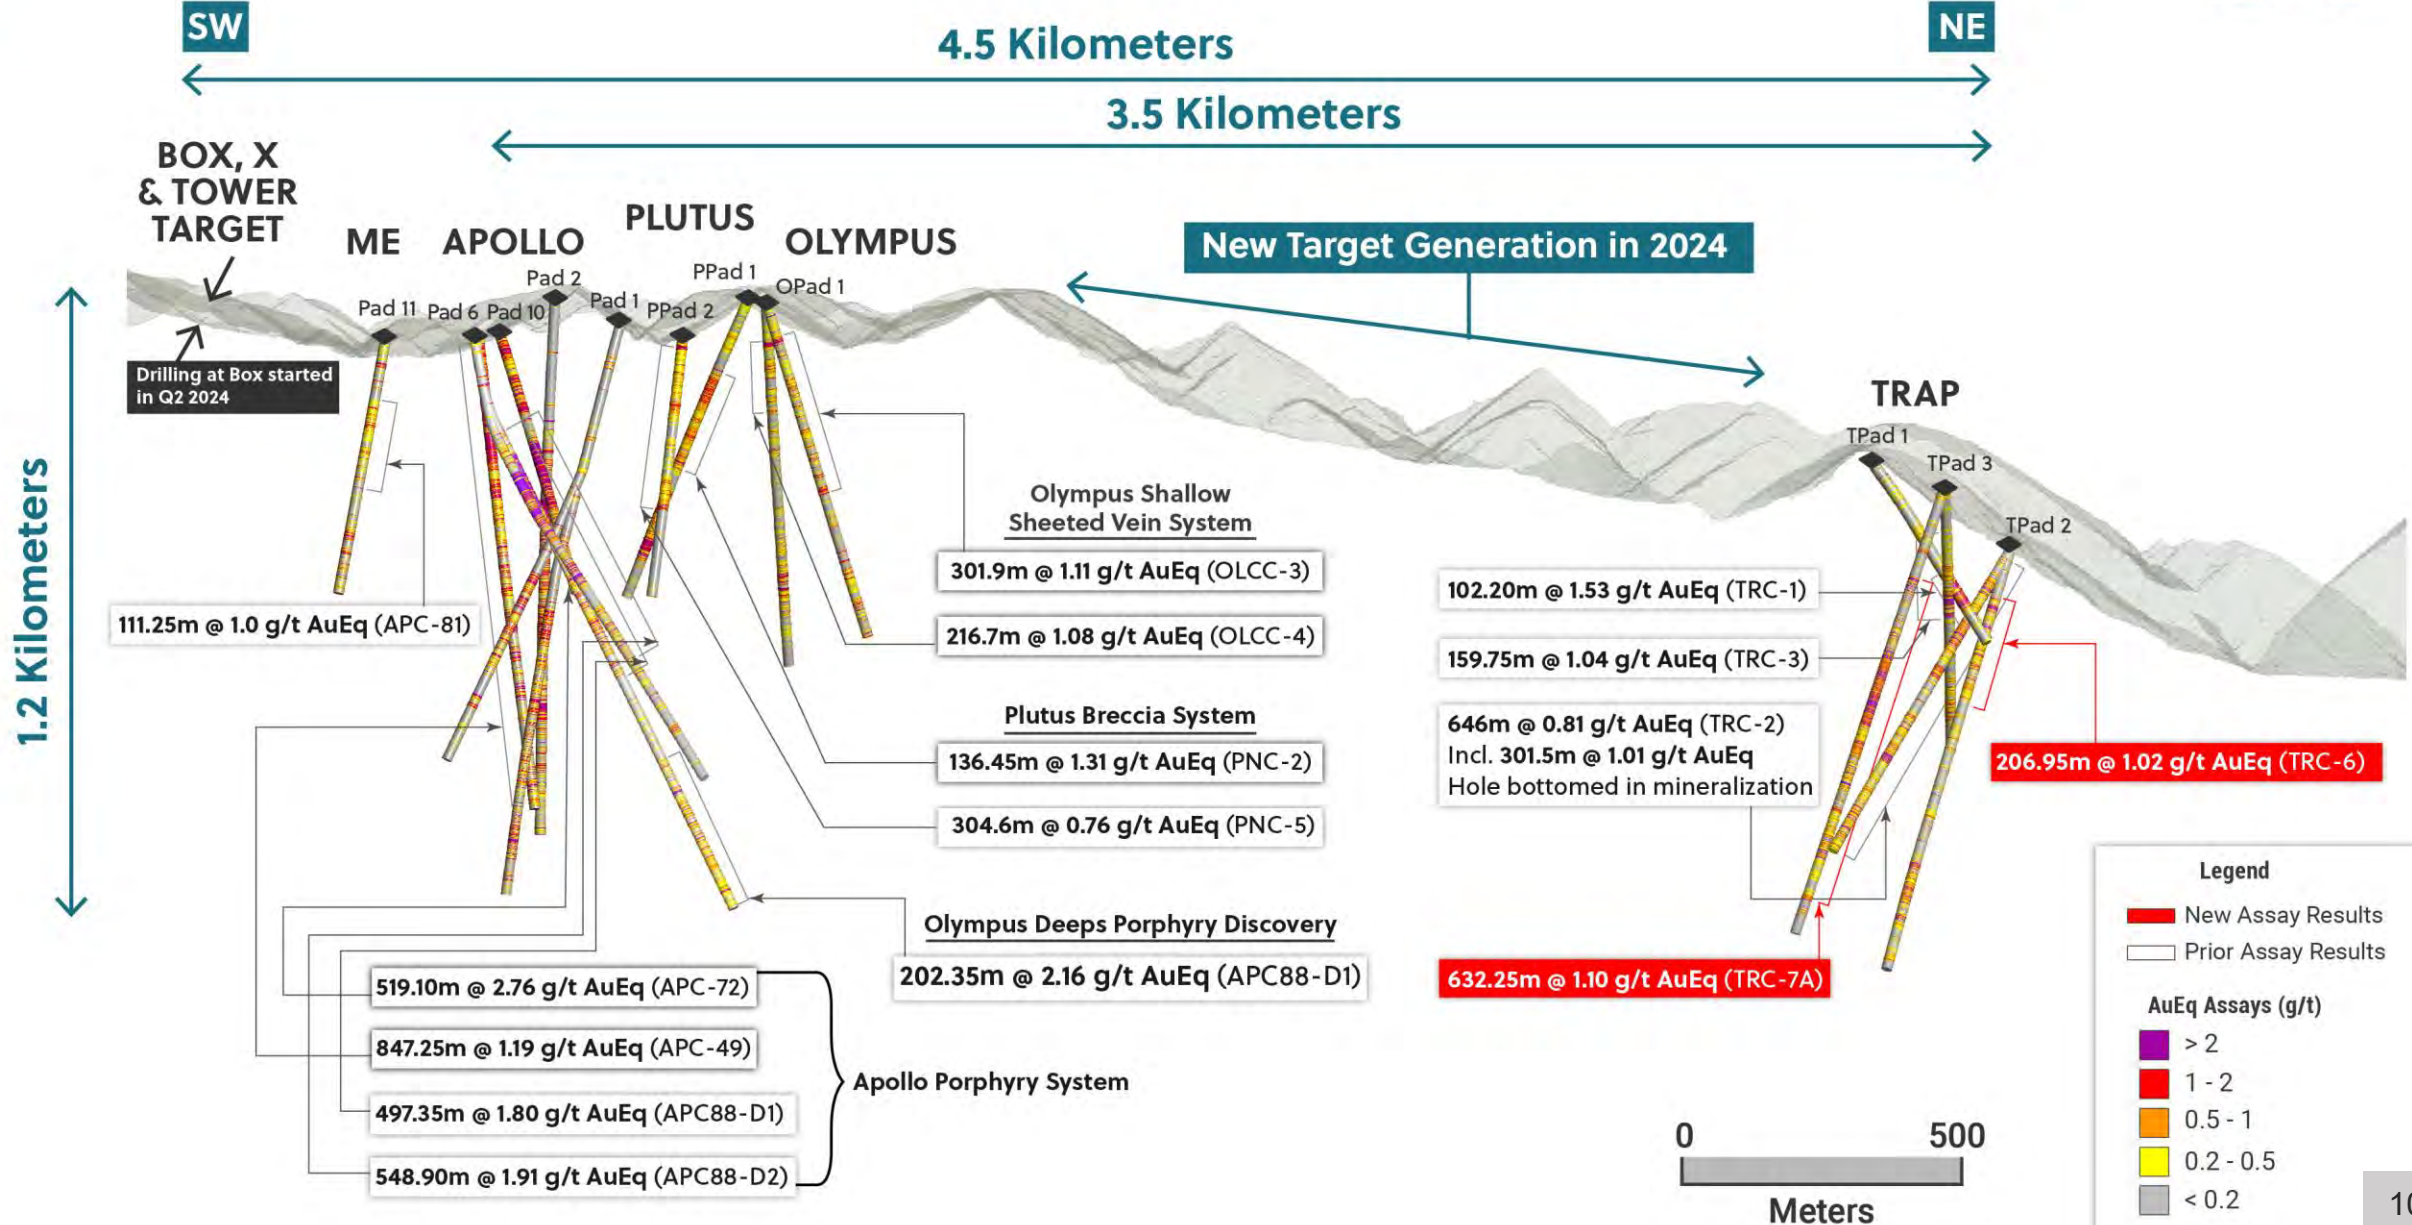 SW
NE
4.5 Kilometers
3.5 Kilometers
BOX, X
& TOWER
TARGET
ME
APOLLO
PLUTUS
OLYMPUS
New Target Generation in 2024
Pad 11
Pad 6
Pad 10
Pad 2
Pad 1
PPad 2
PPad 1
OPad 1
Drilling at Box started
in Q2 2024
TRAP
TPad 1
TPad 3
TPad 2
1.2 Kilometers
111.25m @ 1.0 g/t AuEq (APC-81)
Olympus Shallow
Sheeted Vein System
301.9m @ 1.11 g/t AuEq (OLCC-3)
216.7m @ 1.08 g/t AuEq (OLCC-4)
Plutus Breccia System
136.45m @ 1.31 g/t AuEq (PNC-2)
304.6m @ 0.76 g/t AuEq (PNC-5)
Olympus Deeps Porphyry Discovery
202.35m @ 2.16 g/t AuEq (APC88-D1)
519.10m @ 2.76 g/t AuEq (APC-72)
847.25m @ 1.19 g/t AuEq (APC-49)
497.35m @ 1.80 g/t AuEq (APC88-D1)
548.90m @ 1.91 g/t AuEq (APC88-D2)
Apollo Porphyry System
102.20m @ 1.53 g/t AuEq (TRC-1)
159.75m @ 1.04 g/t AuEq (TRC-3)
646m @ 0.81 g/t AuEq (TRC-2)
Incl. 301.5m @ 1.01 g/t AuEq
Hole bottomed in mineralization
206.95m @ 1.02 g/t AuEq (TRC-6)
632.25m @ 1.10 g/t AuEq (TRC-7A)
0 500
Meters
Legend
New Assay Results
Prior Assay Results
AuEq Assays (g/t)
> 2
1 - 2
0.5 - 1
0.2 - 0.5
< 0.2